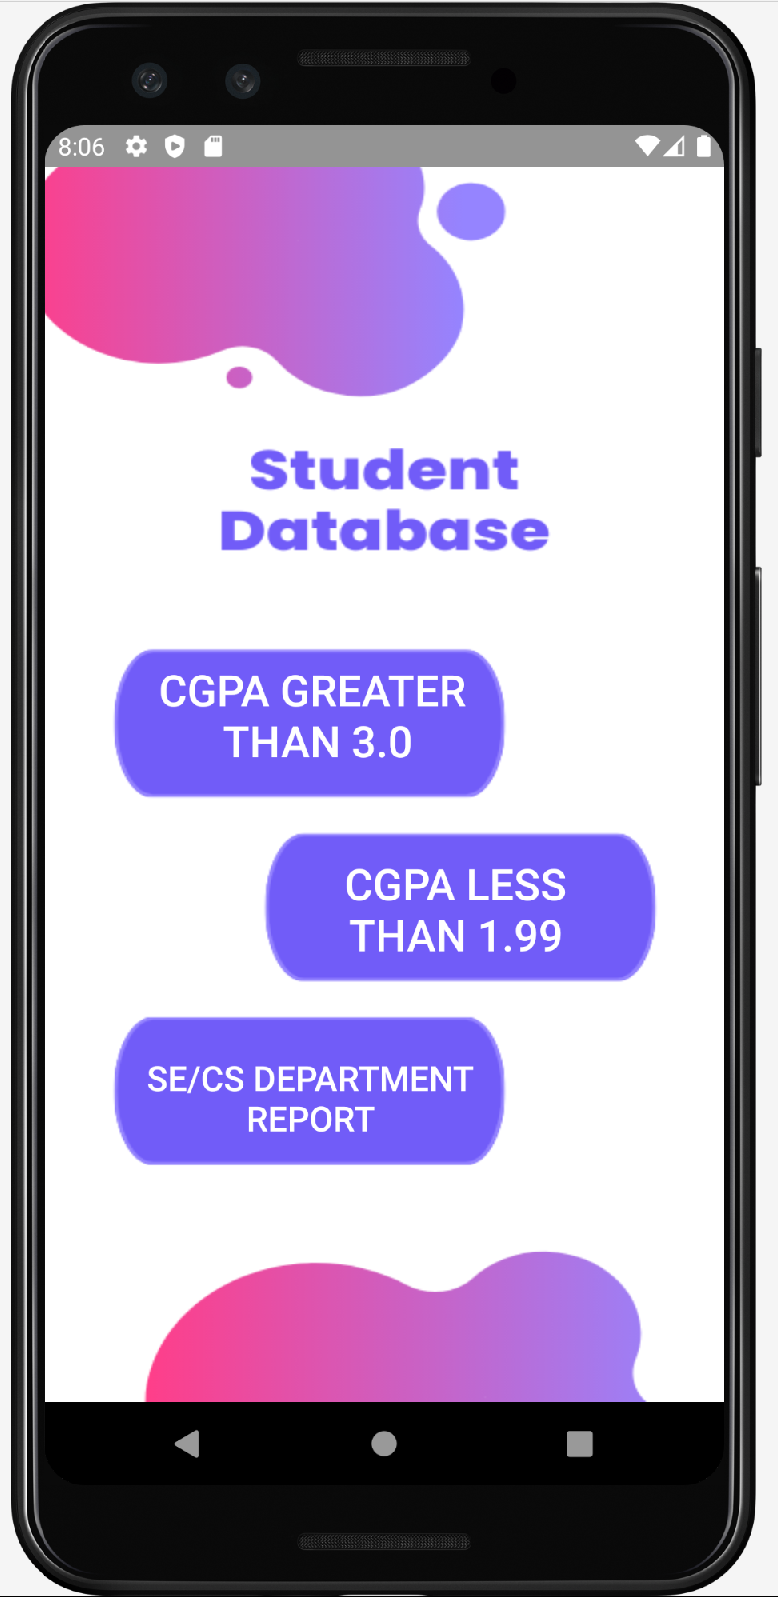 8:06
Student
Database
CGPA GREATER
THAN 3.0
CGPA LESS
THAN 1.99
SE/CS DEPARTMENT
REPORT